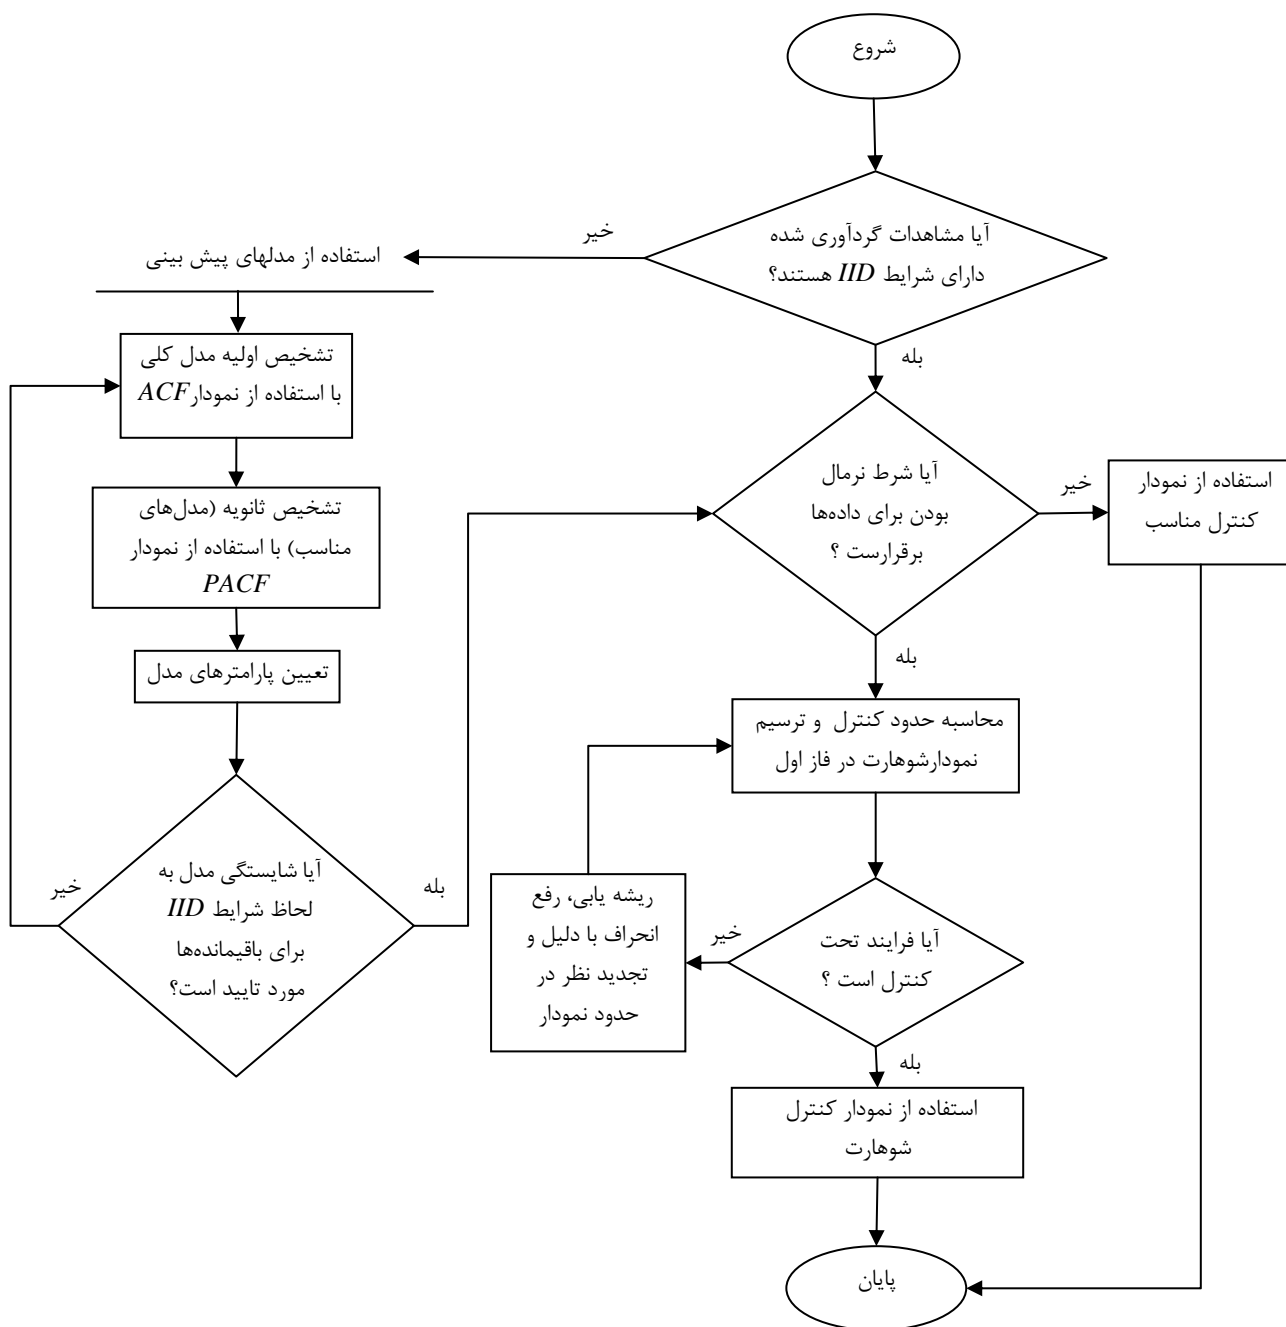 شروع
آیا مشاهدات گردآوری شده
دارای شرایط IID هستند؟
خیر
استفاده از مدلهای پیش بینی
بله
تشخیص اولیه مدل کلی
با استفاده از نمودار ACF
تشخیص ثانویه (مدل‌های
مناسب) با استفاده از نمودار
PACF
تعیین پارامترهای مدل
آیا شایستگی مدل به
لحاظ شرایط IID
برای باقیمانده‌ها
مورد تایید است؟
خیر
بله
آیا شرط نرمال
بودن برای داده‌ها
برقرارست ؟
خیر
استفاده از نمودار
کنترل مناسب
بله
محاسبه حدود کنترل و ترسیم
نمودارشوهارت در فاز اول
آیا فرایند تحت
کنترل است ؟
خیر
ریشه یابی، رفع
انحراف با دلیل و
تجدید نظر در
حدود نمودار
بله
استفاده از نمودار کنترل
شوهارت
پایان